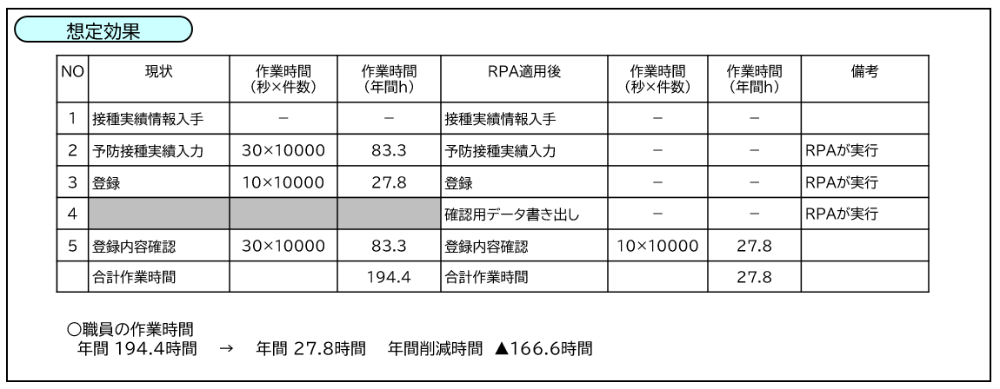 想定効果
NO 現状 作業時間 作業時間 RPA適用後 作業時間 作業時間 備考
（秒×件数） （年間h） （秒×件数） （年間h）
1 接種実績情報入手 － － 接種実績情報入手 － －
2 予防接種実績入力 30×10000 83.3 予防接種実績入力 － － RPAが実行
3 登録 10×10000 27.8 登録 － － RPAが実行
4 確認用データ書き出し － － RPAが実行
5 登録内容確認 30×10000 83.3 登録内容確認 10×10000 27.8
合計作業時間 194.4 合計作業時間 27.8
○職員の作業時間
年間 194.4時間 → 年間 27.8時間 年間削減時間 ▲166.6時間